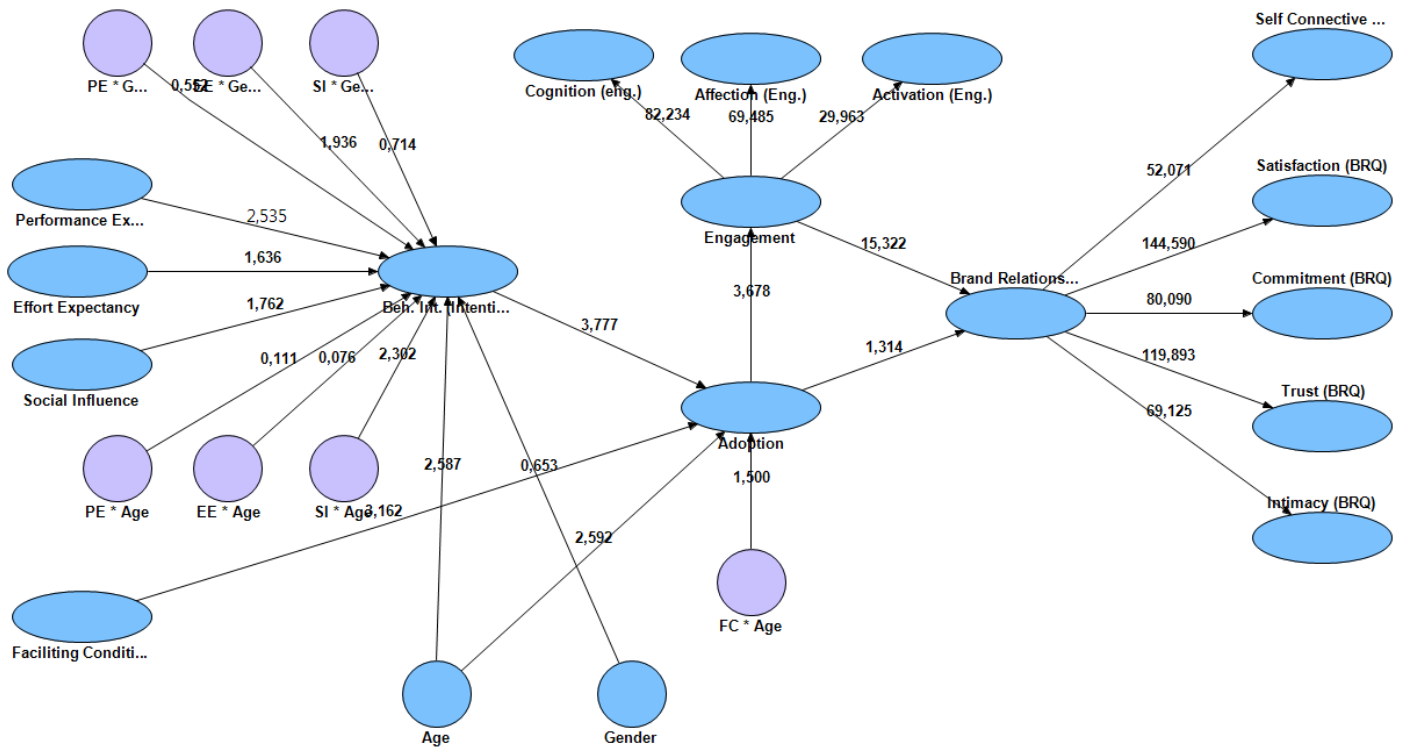 Self Connective ...
Cognition (eng.)
Affection (Eng.)
Activation (Eng.)
PE * G...
0,552
EE * Ge...
SI * Ge...
82,234
69,485
29,963
1,936
0,714
52,071
Satisfaction (BRQ)
Performance Ex...
2,535
Engagement
15,322
144,590
1,636
Brand Relations...
Commitment (BRQ)
Effort Expectancy
1,762
Beh. Int. (Intenti...
3,678
80,090
3,777
1,314
119,893
0,111
0,076
2,302
Social Influence
Trust (BRQ)
69,125
Adoption
2,587
0,653
1,500
PE * Age
EE * Age
SI * Age
3,162
Intimacy (BRQ)
2,592
FC * Age
Faciliting Conditi...
Age
Gender